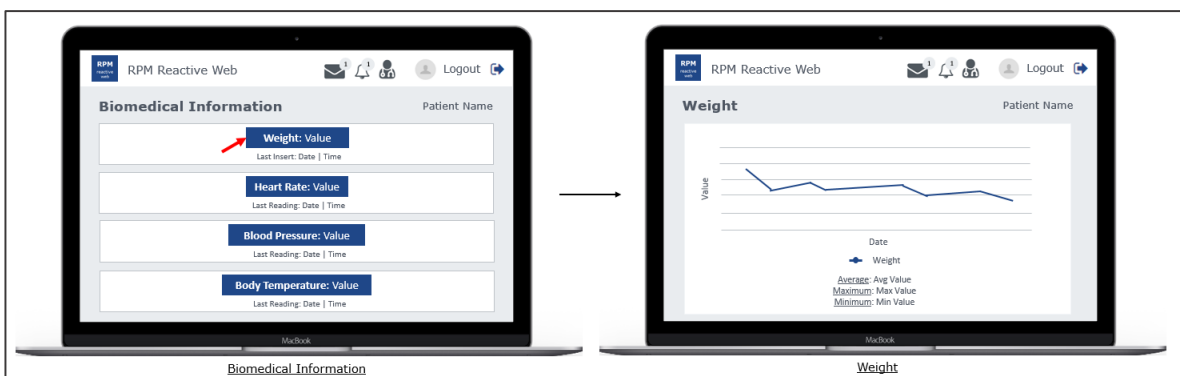 RPM
reactive
web
RPM Reactive Web
1
1
Logout
Biomedical Information
Patient Name
Weight: Value
Last Insert: Date | Time
Heart Rate: Value
Last Reading: Date | Time
Blood Pressure: Value
Last Reading: Date | Time
Body Temperature: Value
Last Reading: Date | Time
MacBook
Biomedical Information
RPM
reactive
web
RPM Reactive Web
1
1
Logout
Weight
Patient Name
Value
Date
Weight
Average: Avg Value
Maximum: Max Value
Minimum: Min Value
MacBook
Weight